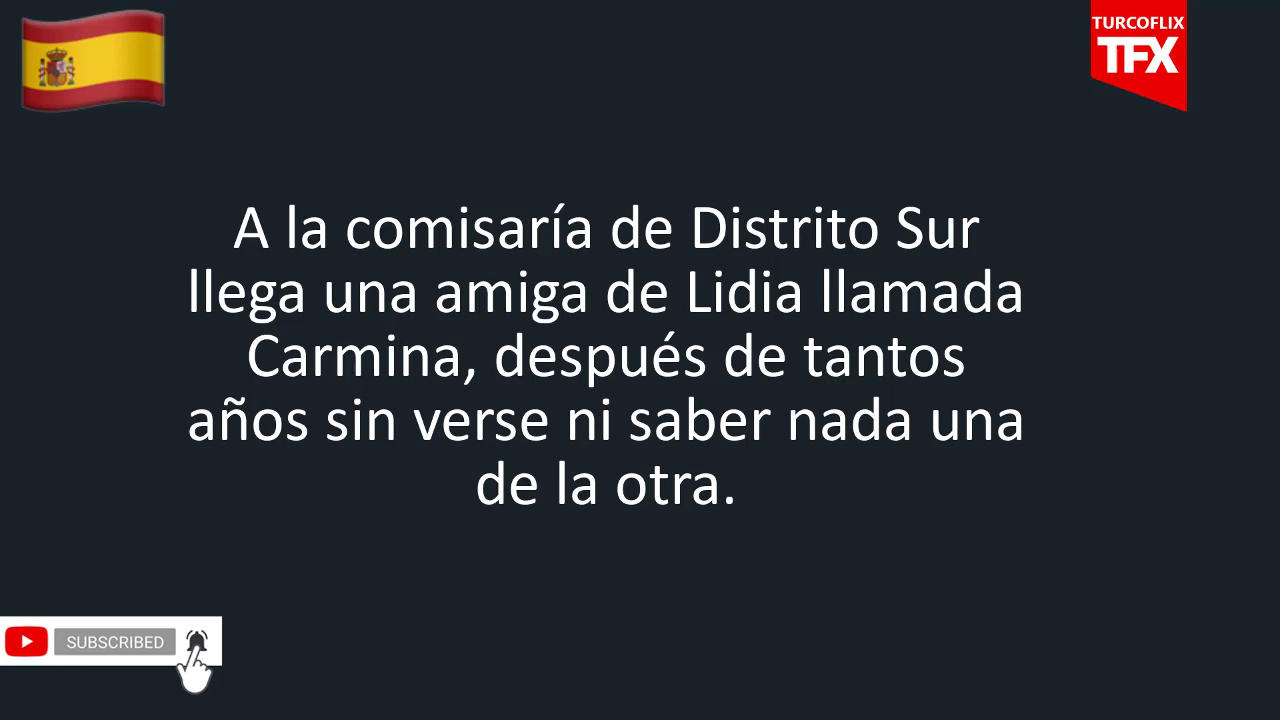 TURCOFLIX
TFX
A la comisaría de Distrito Sur
llega una amiga de Lidia llamada
Carmina, después de tantos
años sin verse ni saber nada una
de la otra.
SUBSCRIBED